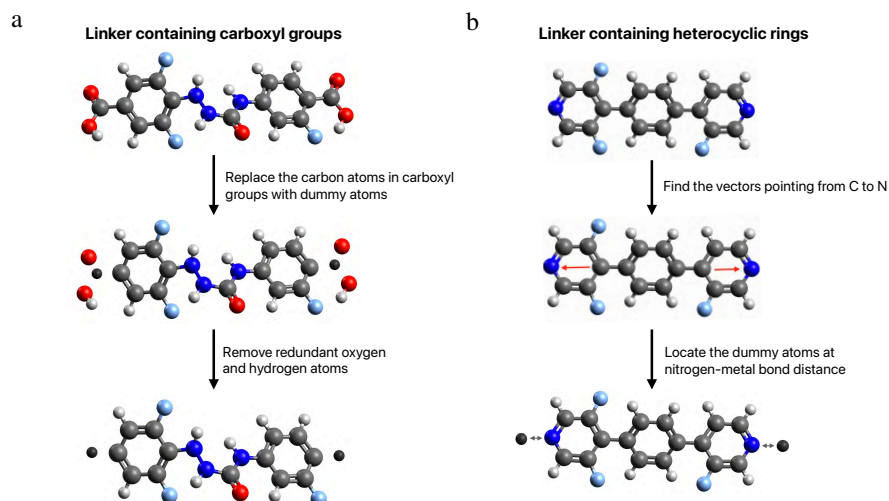 a
Linker containing carboxyl groups
Replace the carbon atoms in carboxyl
groups with dummy atoms
Remove redundant oxygen
and hydrogen atoms
b
Linker containing heterocyclic rings
Find the vectors pointing from C to N
Locate the dummy atoms at
nitrogen-metal bond distance